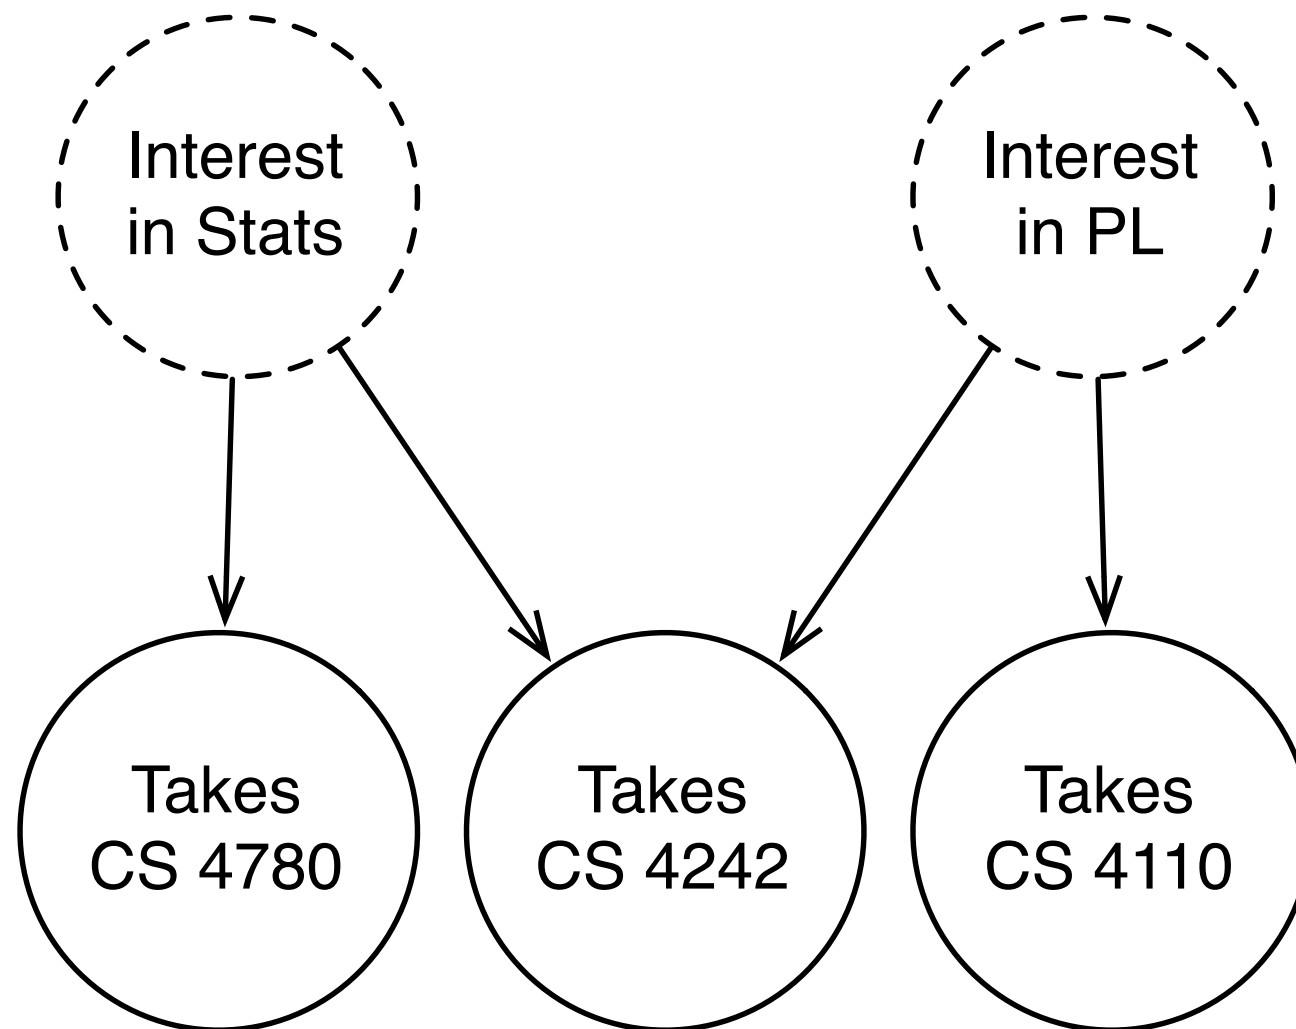 Interest
in Stats
Interest
in PL
Takes
CS 4780
Takes
CS 4242
Takes
CS 4110